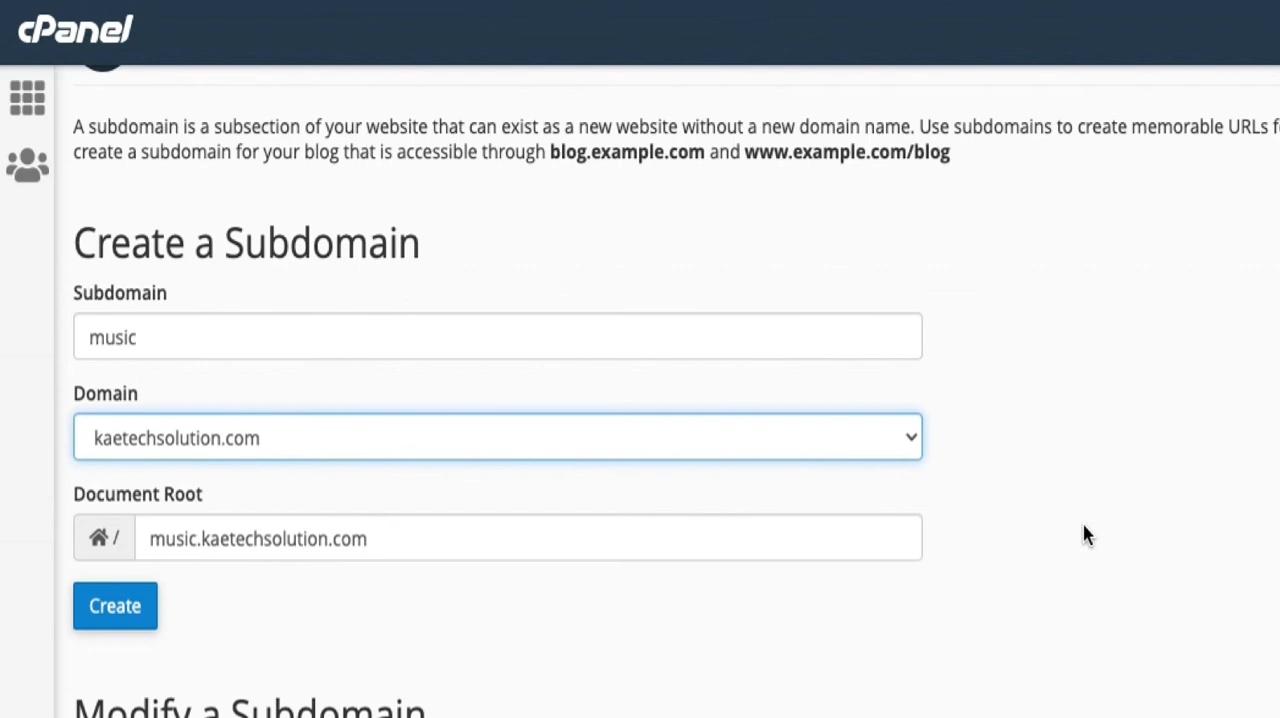 cPanel
A subdomain is a subsection of your website that can exist as a new website without a new domain name. Use subdomains to create memorable URLs
create a subdomain for your blog that is accessible through blog.example.com and www.example.com/blog
Create a Subdomain
Subdomain
music
Domain
kaetechsolution.com
Document Root
/ music.kaetechsolution.com
Create
Modify a Subdomain